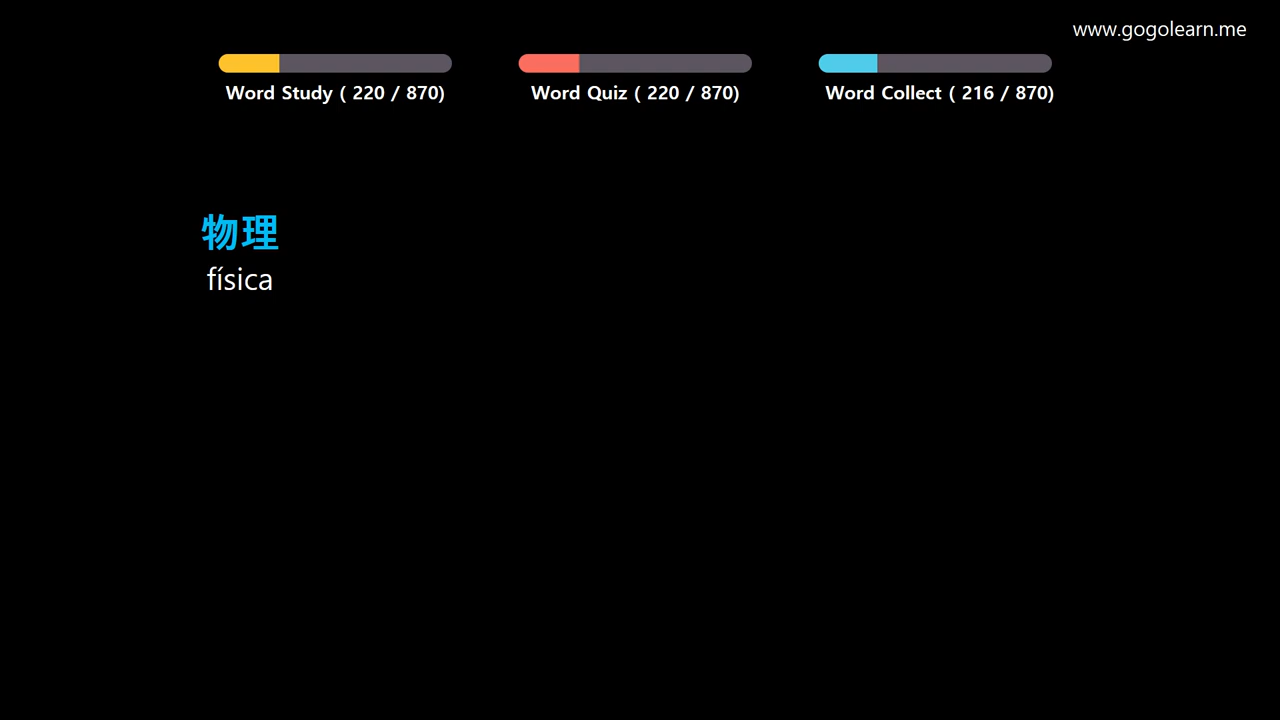 www.gogolearn.me
Word Study ( 220 / 870)
Word Quiz ( 220 / 870)
Word Collect ( 216 / 870)
物理
física